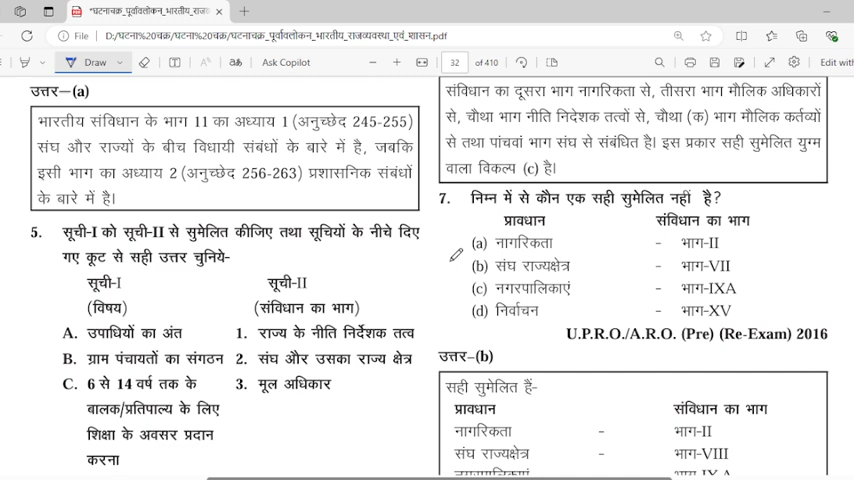 "घटनाचक्र_पूर्वावलोकन_भारतीय_राजव्य
File
D:/घटना%20चक्र/घटना%20चक्र/घटनाचक्र_पूर्वावलोकन_भारतीय_राजव्यवस्था_एवं_शासन.pdf
Draw
Ask Copilot
32 of 410
Edit with
उत्तर–(a)
भारतीय संविधान के भाग 11 का अध्याय 1 (अनुच्छेद 245-255)
संघ और राज्यों के बीच विधायी संबंधों के बारे में है, जबकि
इसी भाग का अध्याय 2 (अनुच्छेद 256-263) प्रशासनिक संबंधों
के बारे में है।
5. सूची-I को सूची-II से सुमेलित कीजिए तथा सूचियों के नीचे दिए
गए कूट से सही उत्तर चुनिये-
सूची-I सूची-II
(विषय) (संविधान का भाग)
A. उपाधियों का अंत 1. राज्य के नीति निर्देशक तत्व
B. ग्राम पंचायतों का संगठन 2. संघ और उसका राज्य क्षेत्र
C. 6 से 14 वर्ष तक के 3. मूल अधिकार
बालक/प्रतिपाल्य के लिए
शिक्षा के अवसर प्रदान
करना
संविधान का दूसरा भाग नागरिकता से, तीसरा भाग मौलिक अधिकारों
से, चौथा भाग नीति निदेशक तत्वों से, चौथा (क) भाग मौलिक कर्तव्यों
से तथा पांचवां भाग संघ से संबंधित है। इस प्रकार सही सुमेलित युग्म
वाला विकल्प (c) है।
7. निम्न में से कौन एक सही सुमेलित नहीं है?
प्रावधान संविधान का भाग
(a) नागरिकता - भाग-II
(b) संघ राज्यक्षेत्र - भाग-VII
(c) नगरपालिकाएं - भाग-IXA
(d) निर्वाचन - भाग-XV
U.P.R.O./A.R.O. (Pre) (Re-Exam) 2016
उत्तर–(b)
सही सुमेलित हैं-
प्रावधान संविधान का भाग
नागरिकता - भाग-II
संघ राज्यक्षेत्र - भाग-VIII